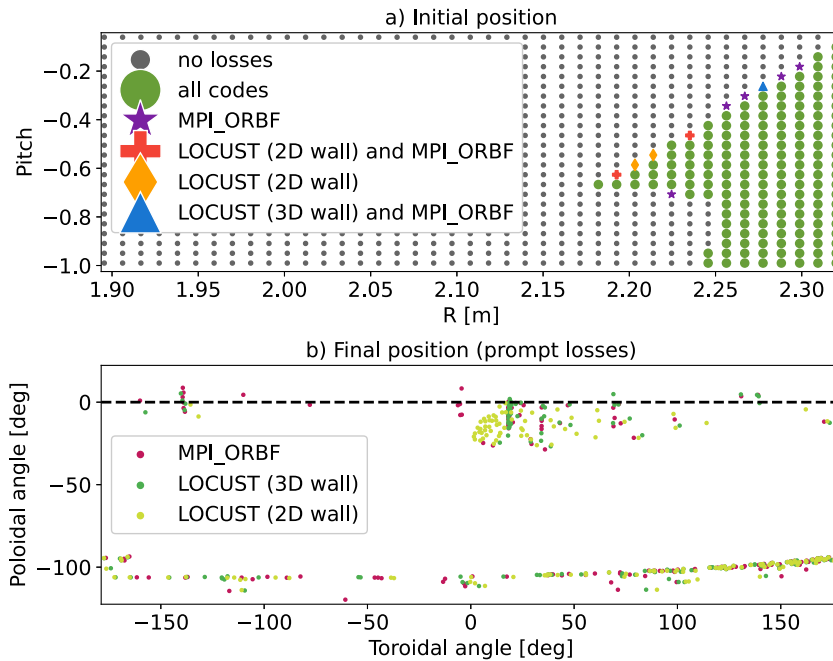 a) Initial position
no losses
all codes
MPI_ORBF
LOCUST (2D wall) and MPI_ORBF
LOCUST (2D wall)
LOCUST (3D wall) and MPI_ORBF
Pitch
−0.2
−0.4
−0.6
−0.8
−1.0
1.90 1.95 2.00 2.05 2.10 2.15 2.20 2.25 2.30
R [m]
b) Final position (prompt losses)
MPI_ORBF
LOCUST (3D wall)
LOCUST (2D wall)
Poloidal angle [deg]
0
−50
−100
−150 −100 −50 0 50 100 150
Toroidal angle [deg]